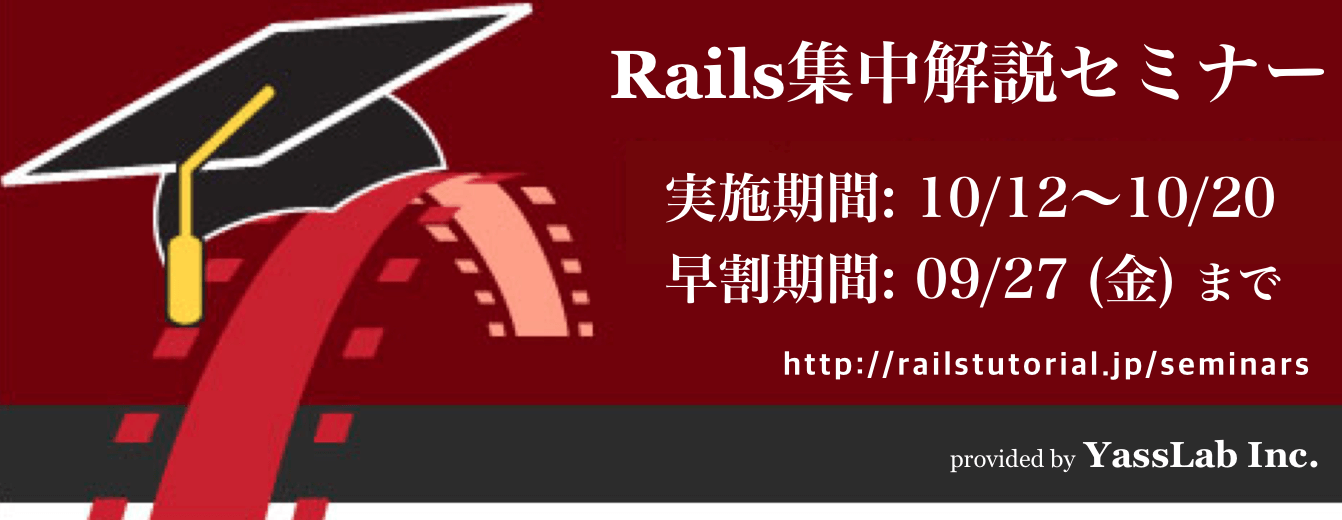 Rails集中解説セミナー
実施期間: 10/12〜10/20
早割期間: 09/27 (金) まで
http://railstutorial.jp/seminars
provided by YassLab Inc.